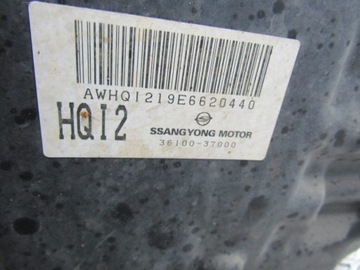 AWHQI219E6620440
HQI2
SSANGYONG MOTOR
36100-37000